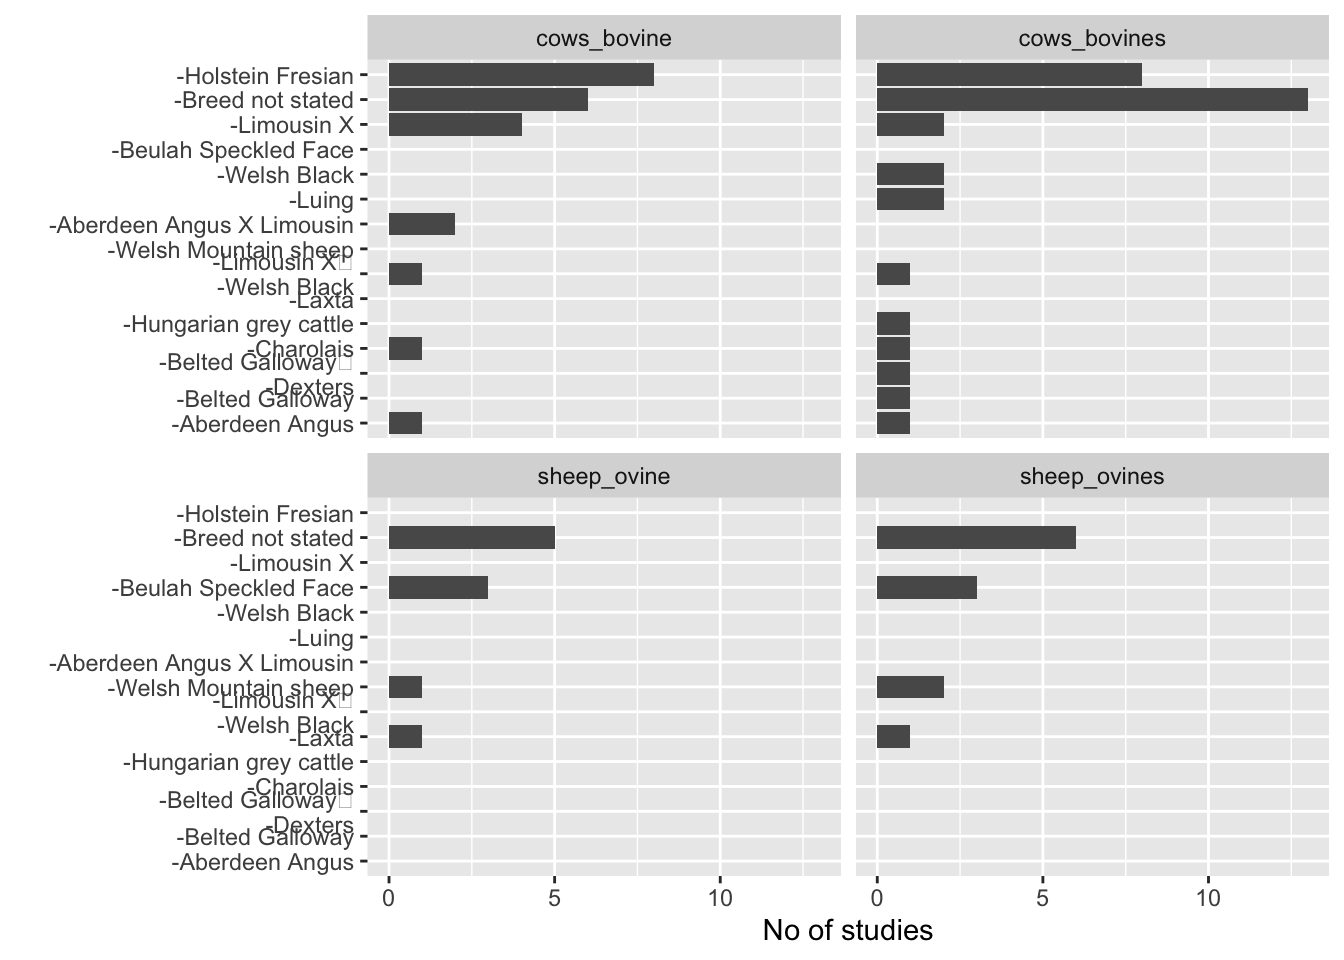 cows_bovine
cows_bovines
-Holstein Fresian
-Breed not stated
-Limousin X
-Beulah Speckled Face
-Welsh Black
-Luing
-Aberdeen Angus X Limousin
-Welsh Mountain sheep
-Limousin X
-Welsh Black
-Laxta
-Hungarian grey cattle
-Charolais
-Belted Galloway
-Dexters
-Belted Galloway
-Aberdeen Angus
sheep_ovine
sheep_ovines
-Holstein Fresian
-Breed not stated
-Limousin X
-Beulah Speckled Face
-Welsh Black
-Luing
-Aberdeen Angus X Limousin
-Welsh Mountain sheep
-Limousin X
-Welsh Black
-Laxta
-Hungarian grey cattle
-Charolais
-Belted Galloway
-Dexters
-Belted Galloway
-Aberdeen Angus
0 5 10
0 5 10
No of studies